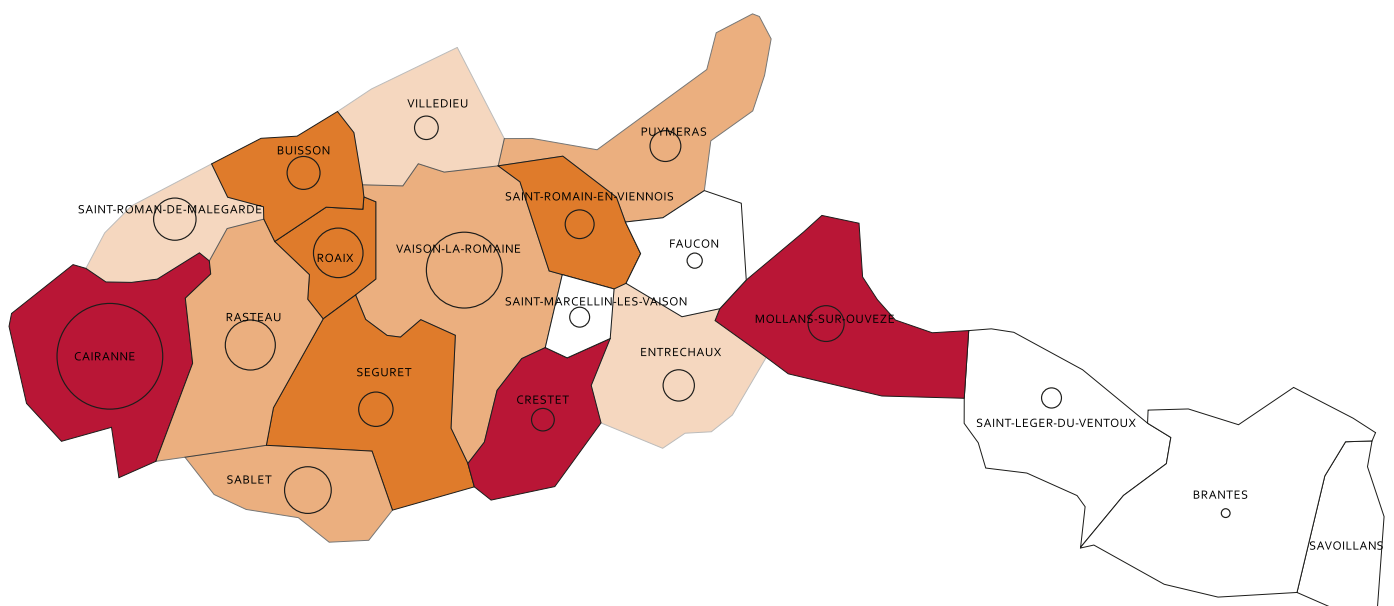 VILLEDIEU
PUYMERAS
BUISSON
SAINT-ROMAIN-EN-VIENNOIS
SAINT-ROMAN-DE-MALEGARDE
FAUCON
VAISON-LA-ROMAINE
ROAIX
SAINT-MARCELLIN-LES-VAISON
RASTEAU
MOLLANS-SUR-OUVEZE
CAIRANNE
ENTRECHAUX
SEGURET
CRESTET
SAINT-LEGER-DU-VENTOUX
SABLET
BRANTES
SAVOILLANS